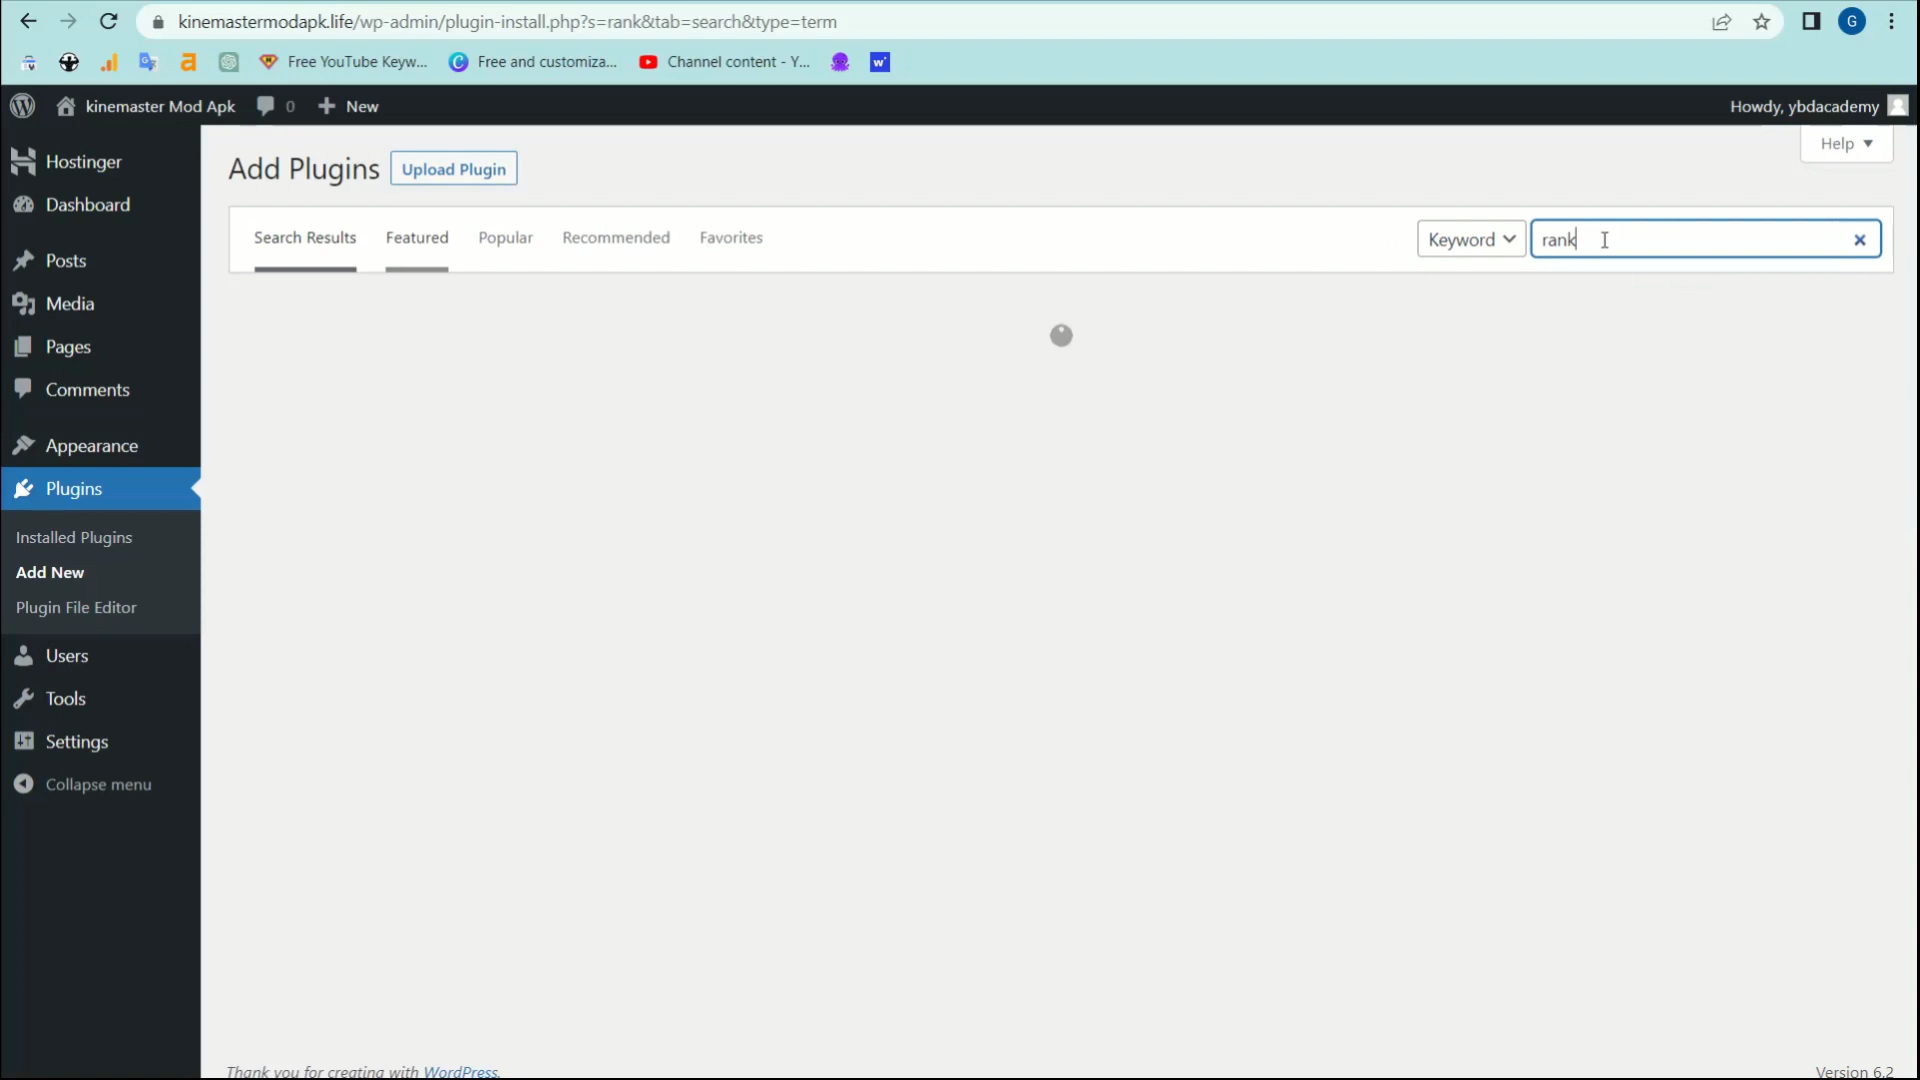 kinemastermodapk.life/wp-admin/plugin-install.php?s=rank&tab=search&type=term
G
Free YouTube Keyw...
Free and customiza...
Channel content - Y...
kinemaster Mod Apk
0
New
Howdy, ybdacademy
Hostinger
Dashboard
Posts
Media
Pages
Comments
Appearance
Plugins
Installed Plugins
Add New
Plugin File Editor
Users
Tools
Settings
Collapse menu
Help
Add Plugins
Upload Plugin
Search Results Featured Popular Recommended Favorites
Keyword
rank
Thank you for creating with WordPress.
Version 6.2